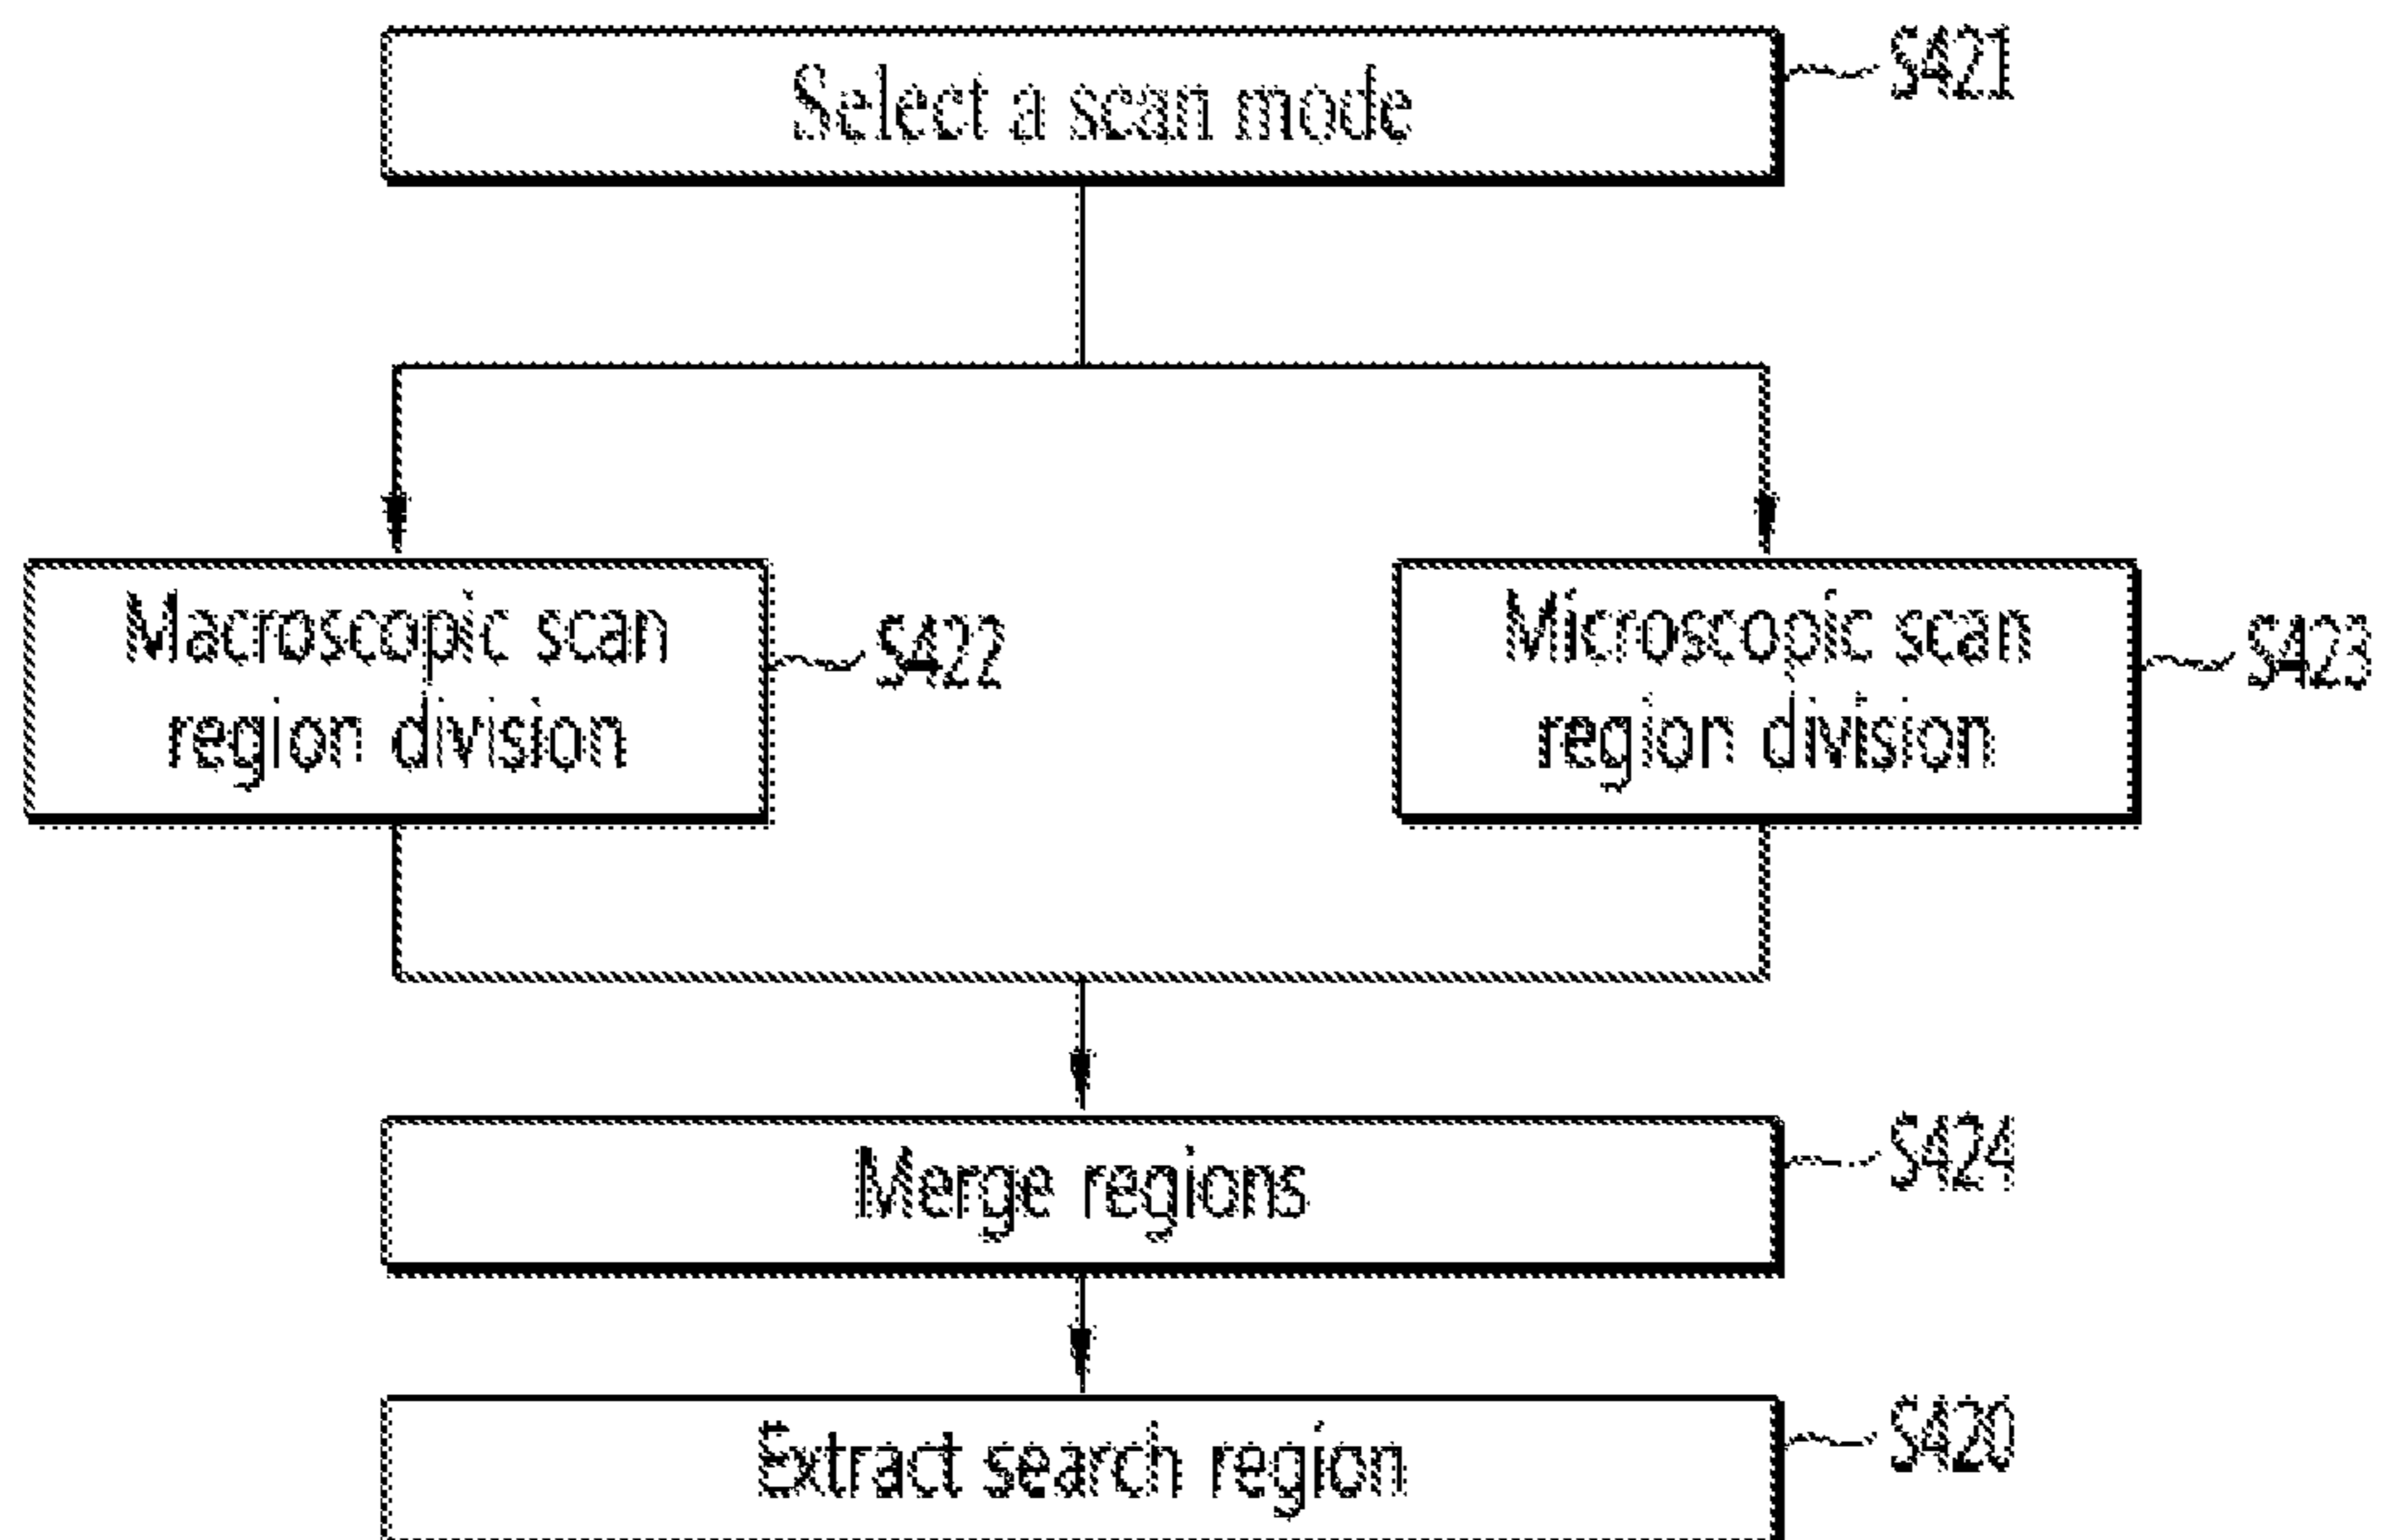 Select a scan mode
S421
Macroscopic scan
region division
S422
Microscopic scan
region division
S423
Merge regions
S424
Extract search region
S420